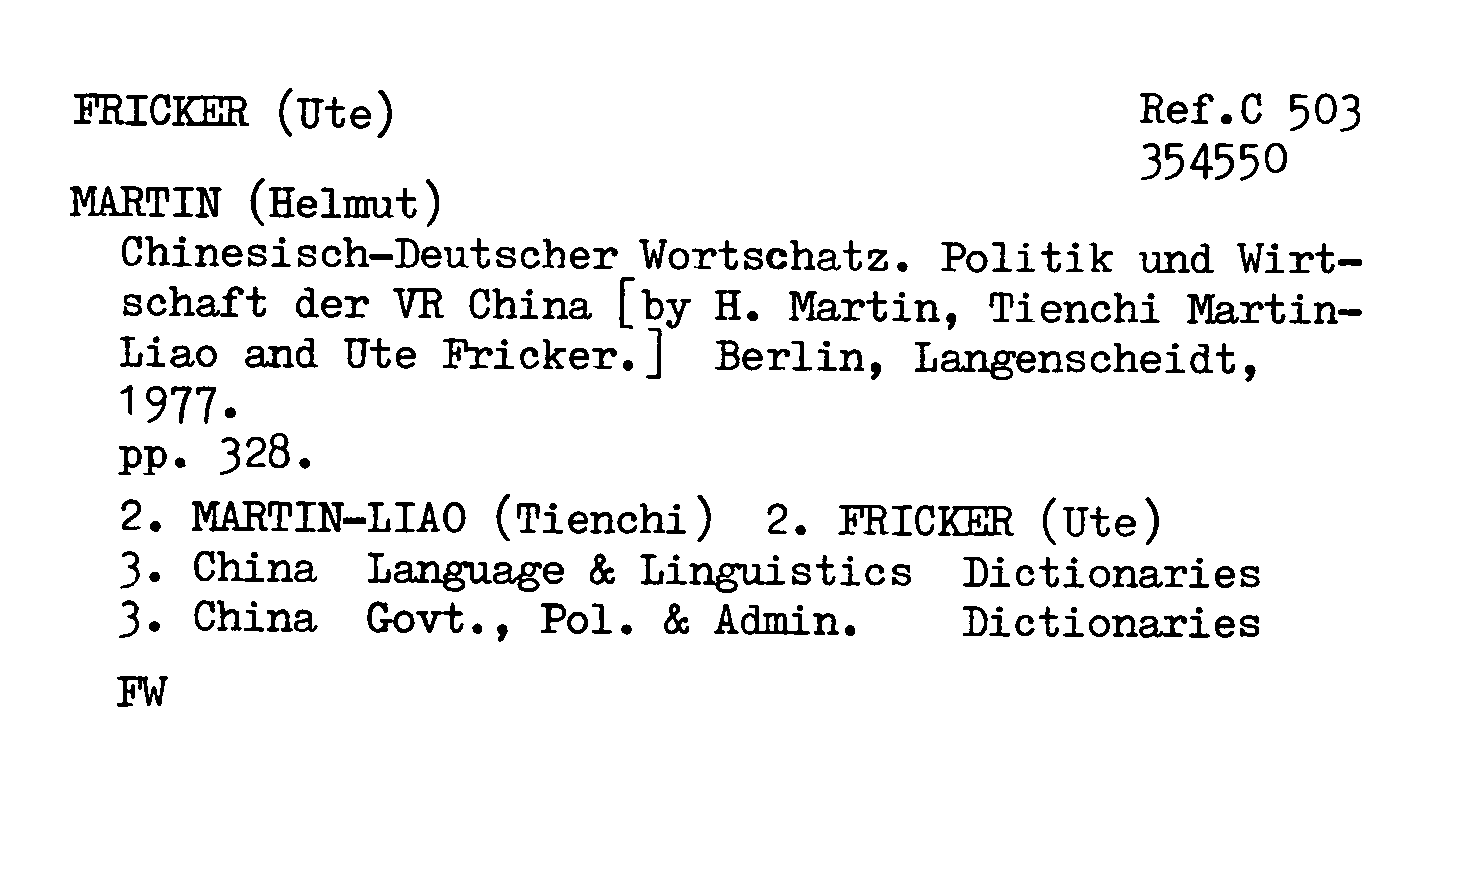 FRICKER (Ute)
Ref.C 503
354550
MARTIN (Helmut)
Chinesisch-Deutscher Wortschatz. Politik und Wirt-
schaft der VR China [by H. Martin, Tienchi Martin-
Liao and Ute Fricker.] Berlin, Langenscheidt,
1977.
pp. 328.
2. MARTIN-LIAO (Tienchi) 2. FRICKER (Ute)
3. China Language & Linguistics Dictionaries
3. China Govt., Pol. & Admin. Dictionaries
FW